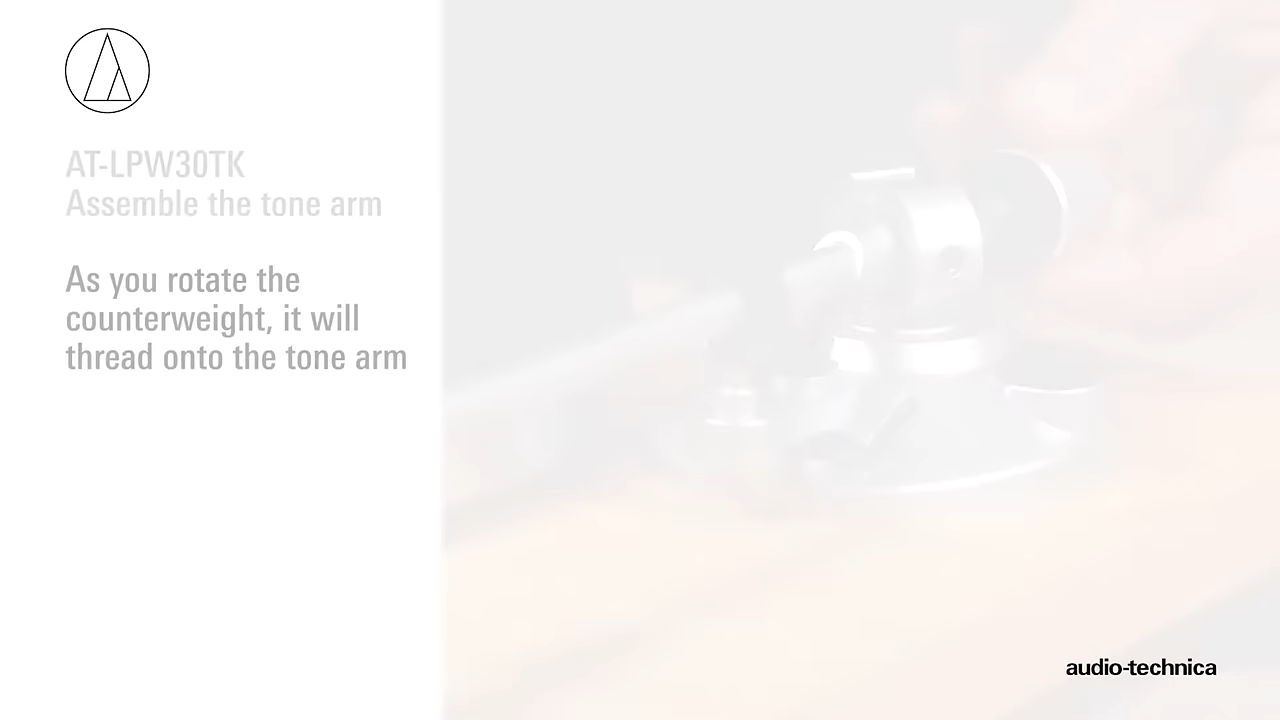 AT-LPW30TK
Assemble the tone arm
As you rotate the
counterweight, it will
thread onto the tone arm
audio-technica